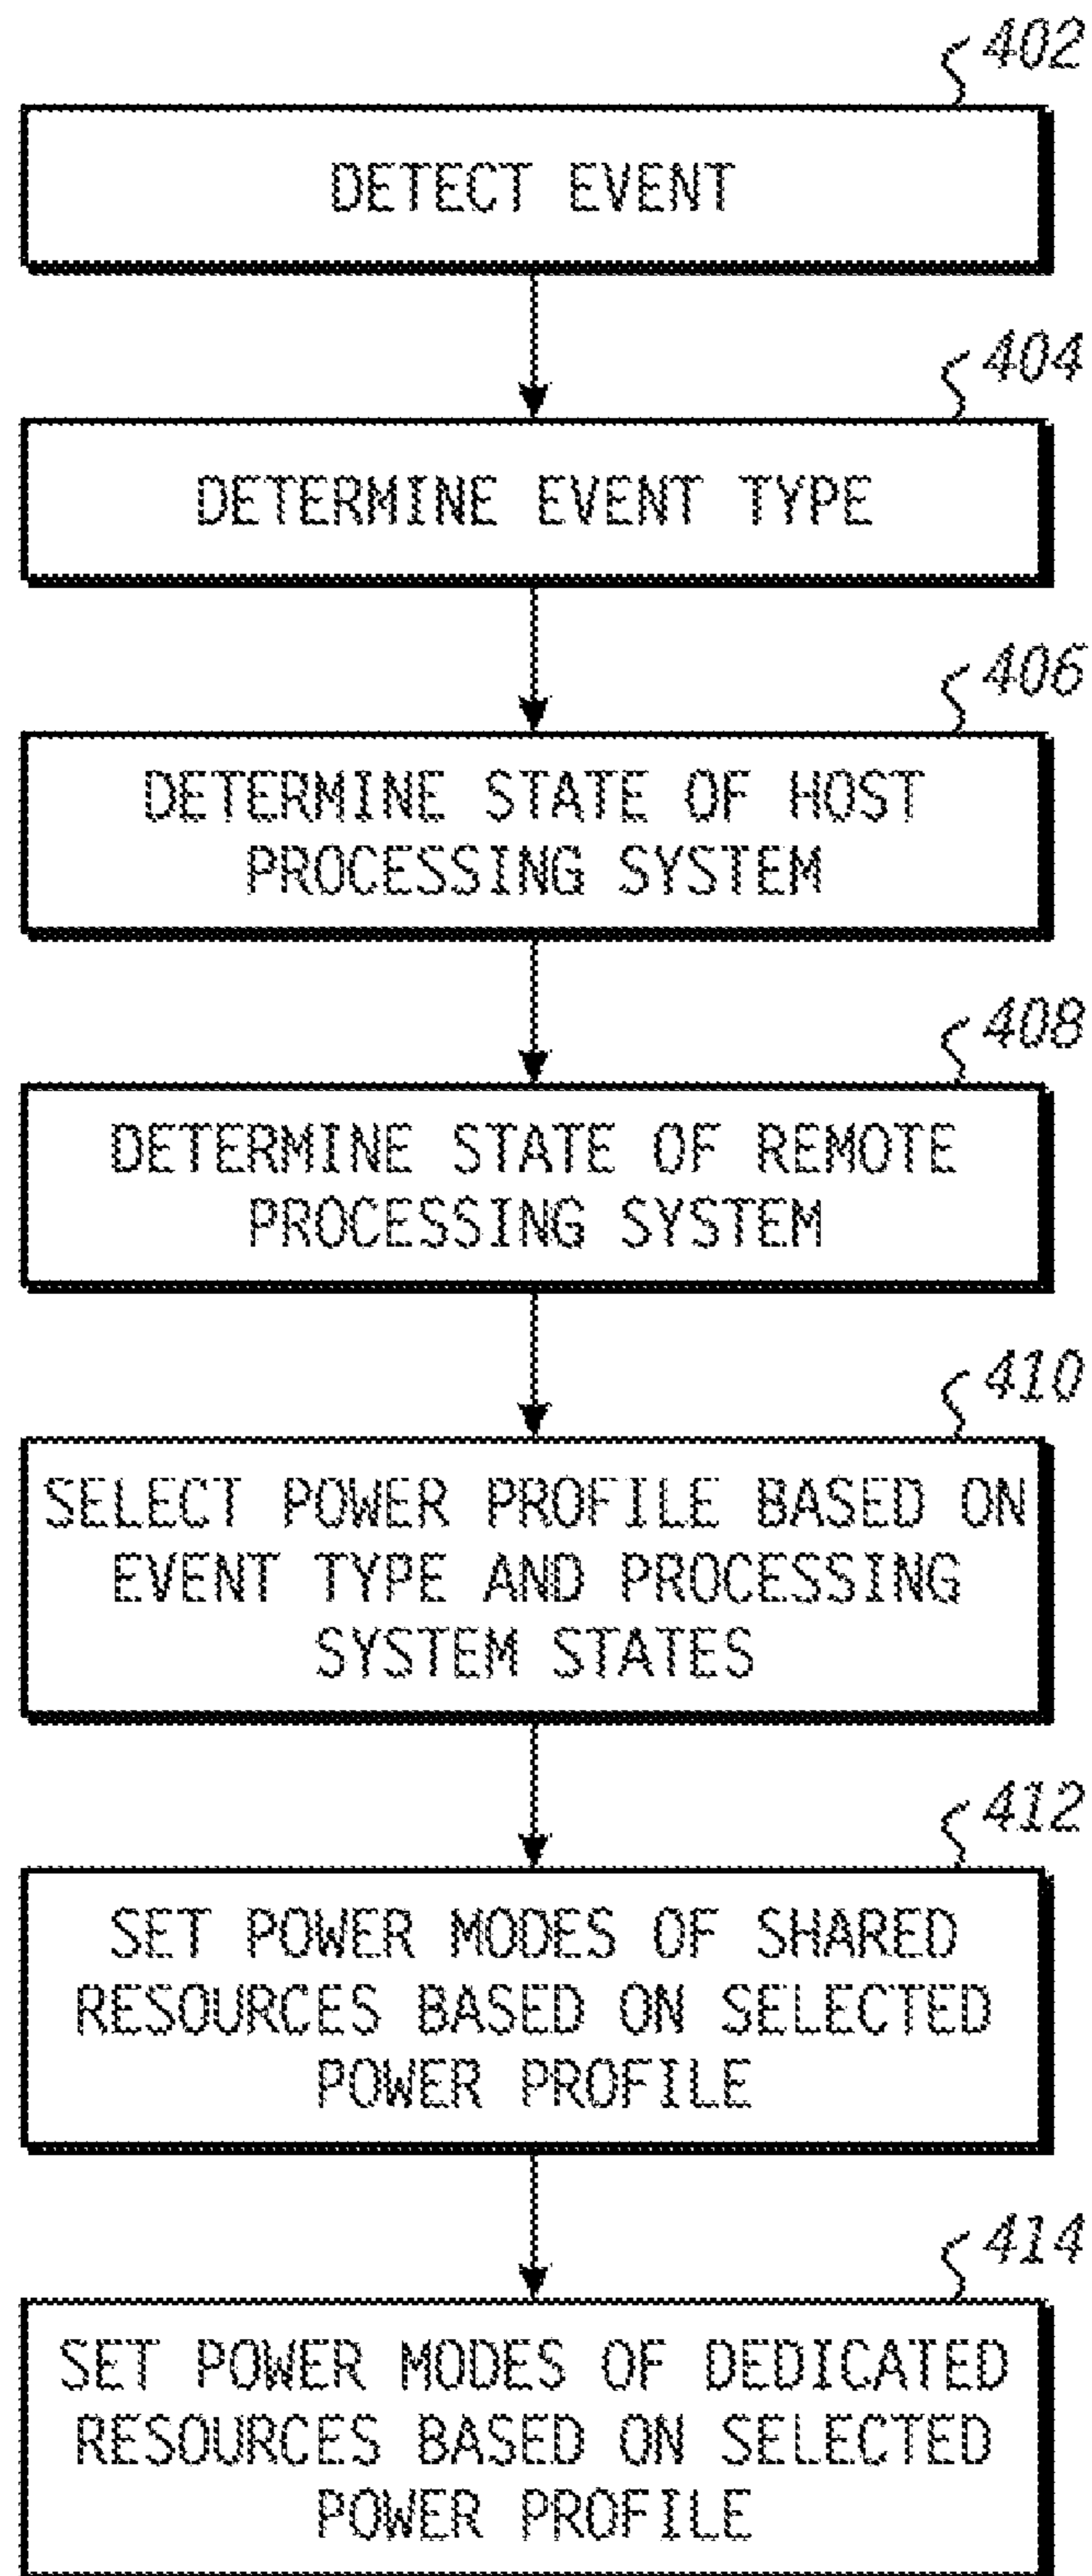 402
DETECT EVENT
404
DETERMINE EVENT TYPE
406
DETERMINE STATE OF HOST
PROCESSING SYSTEM
408
DETERMINE STATE OF REMOTE
PROCESSING SYSTEM
410
SELECT POWER PROFILE BASED ON
EVENT TYPE AND PROCESSING
SYSTEM STATES
412
SET POWER MODES OF SHARED
RESOURCES BASED ON SELECTED
POWER PROFILE
414
SET POWER MODES OF DEDICATED
RESOURCES BASED ON SELECTED
POWER PROFILE